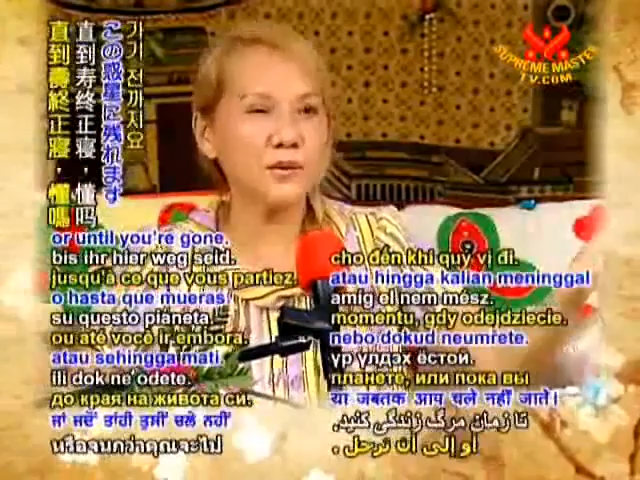 SUPREME MASTER
TV.COM
가기 전까지요
この惑星に残れます
直到寿终正寝，懂吗
直到壽終正寢，懂嗎
or until you're gone.
bis ihr hier weg seid.
jusqu'à ce que vous partiez.
o hasta que mueras.
su questo pianeta.
ou até você ir embora.
atau sehingga mati.
ili dok ne odete.
до края на живота си.
ਜਾਂ ਜਦੋਂ ਤਾਂਹੀ ਤੁਸੀਂ ਚਲੇ ਨਹੀਂ
หรือจนกว่าคุณจะไป
cho đến khi quý vị đi.
atau hingga kalian meninggal
amíg el nem mész.
momentu, gdy odejdziecie.
nebo dokud neumrete.
үр үлдэх ёстой.
планете, или пока вы
या जबतक आप चले नहीं जाते।
تا زمان مرگ زندگی کنید.
أو إلى أن ترحل .